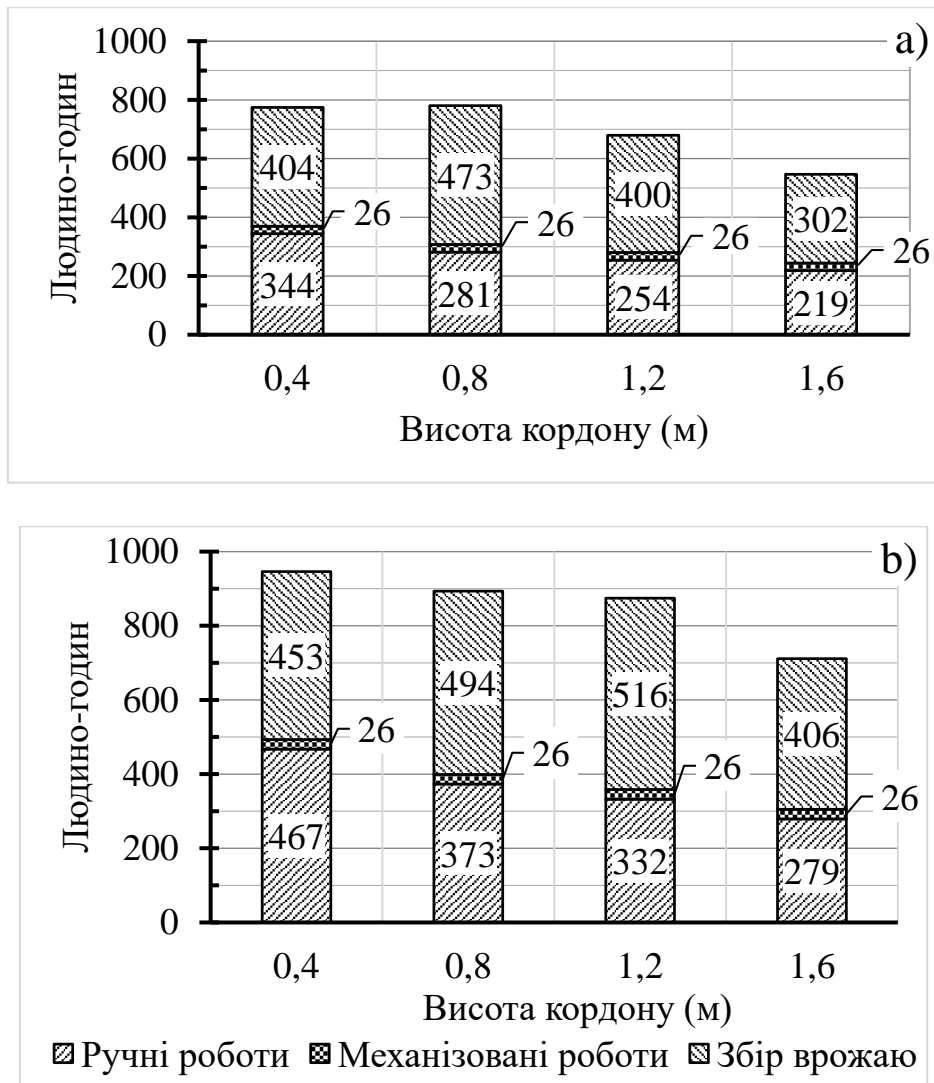 a)
1000
800
600
400
200
0
Людино-годин
404 473 400 302
26 26 26 26
344 281 254 219
0,4 0,8 1,2 1,6
Висота кордону (м)
b)
1000
800
600
400
200
0
Людино-годин
453 494 516 406
26 26 26 26
467 373 332 279
0,4 0,8 1,2 1,6
Висота кордону (м)
Ручні роботи Механізовані роботи Збір врожаю